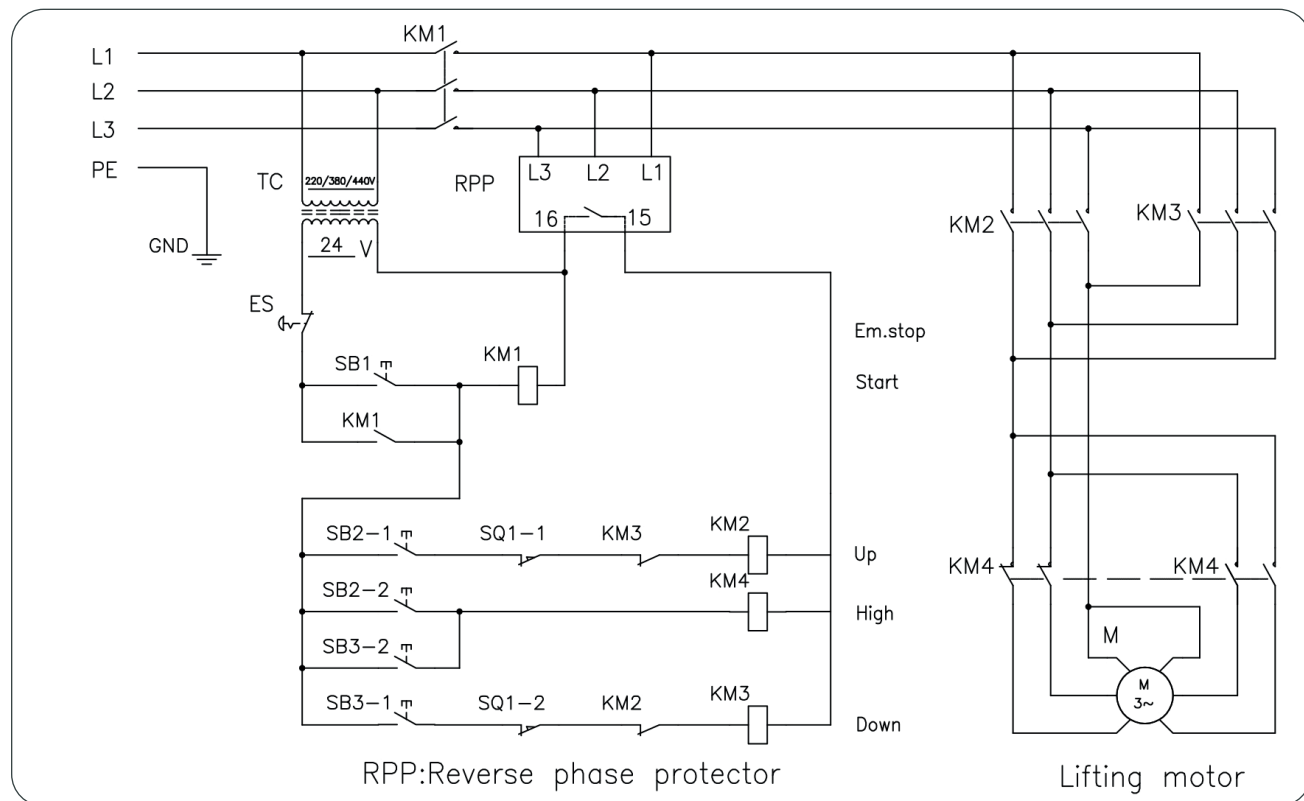 KM1
L1
L2
L3
PE
TC
220/380/440V
RPP
L3 L2 L1
16 15
GND
24 V
KM2
KM3
ES
Em.stop
SB1
KM1
Start
KM1
SB2-1 SQ1-1 KM3 KM2
Up
KM4
KM4
SB2-2 KM4
High
SB3-2
M
M
3~
SB3-1 SQ1-2 KM2 KM3
Down
RPP:Reverse phase protector
Lifting motor